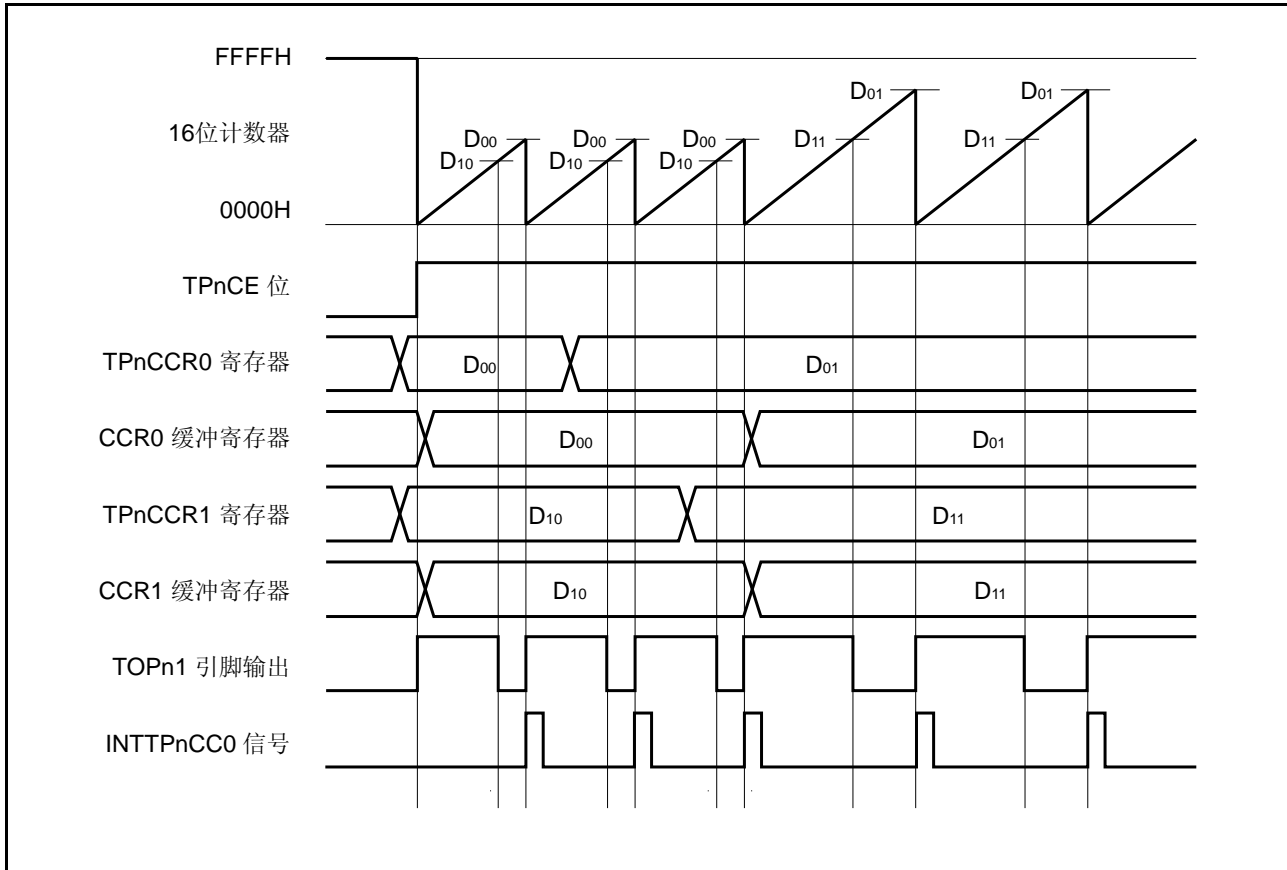 FFFFH
16位计数器
0000H
D00
D10
D00
D10
D00
D10
D01
D11
D01
D11
TPnCE 位
TPnCCR0 寄存器
D00
D01
CCR0 缓冲寄存器
D00
D01
TPnCCR1 寄存器
D10
D11
CCR1 缓冲寄存器
D10
D11
TOPn1 引脚输出
INTTPnCC0 信号